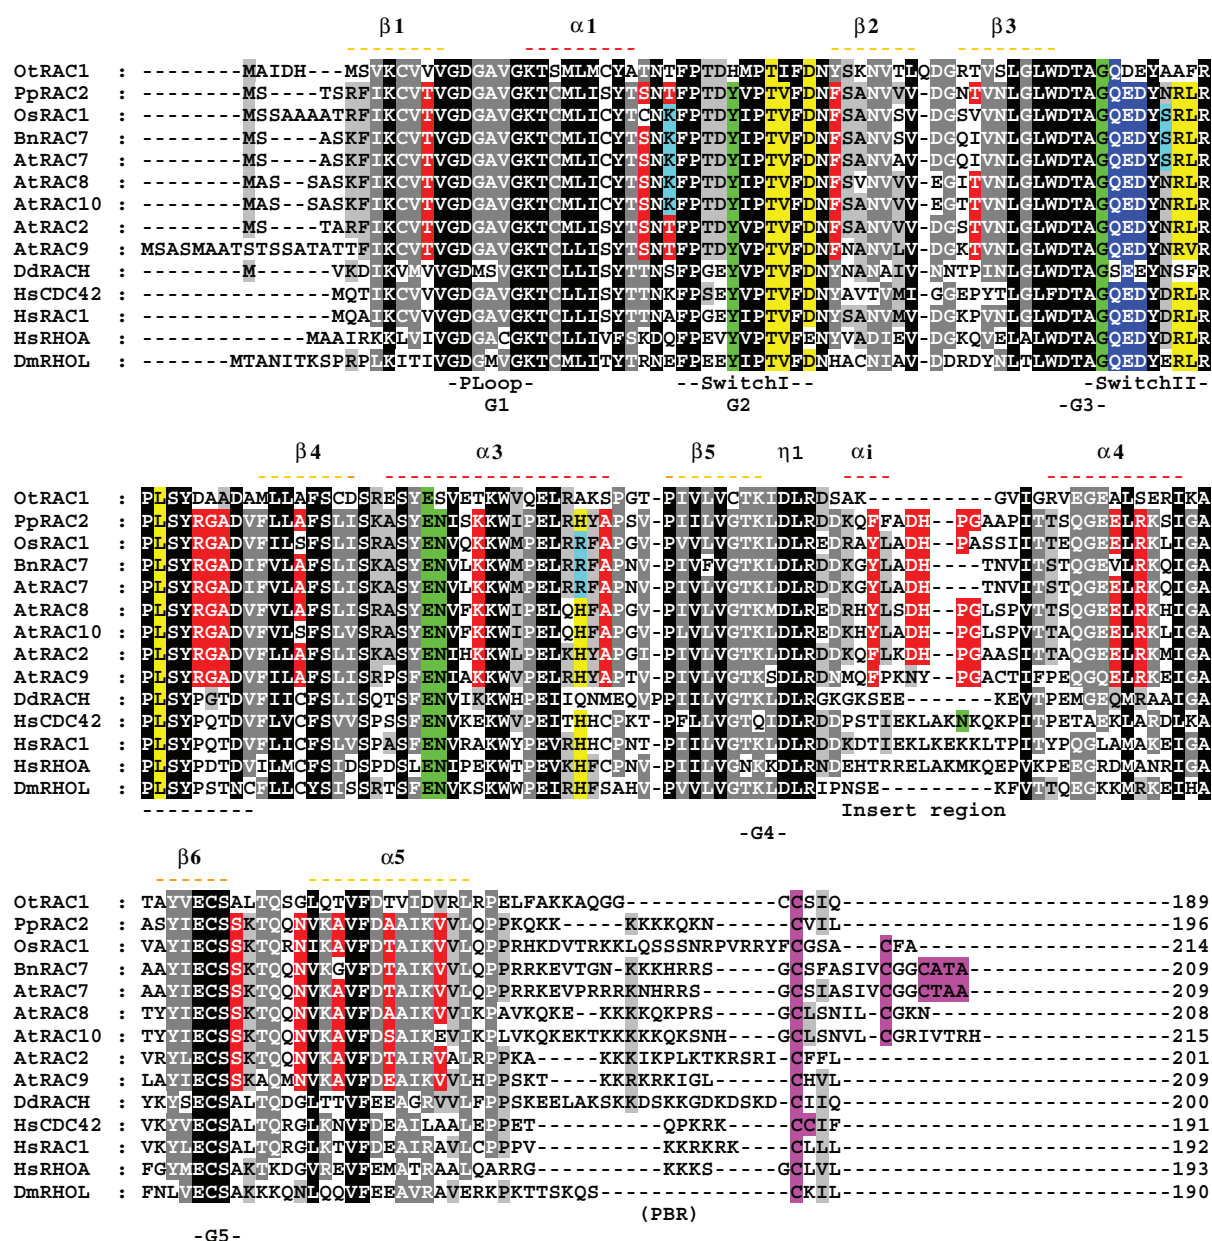 β1 α1 β2 β3
OtRAC1 : --------MAIDH---MSVKCVVVGDGAVGKTSMLMCYATNTFPTDHMPTIFDNYSKNVTLQDGRTVSLGLWDTAGQDEYAAFR
PpRAC2 : --------MS-----TSRFIKCVTVGDGAVGKTCMLISYTSNTFPTDYVPTVFDNFSANVVV-DGNTVNLGLWDTAGQEDYNRLR
OsRAC1 : --------MSSAAAATRFIKCVTVGDGAVGKTCMLICYTCNKFPTDYIPTVFDNFSANVSV-DGSVVNLGLWDTAGQEDYSRLR
BnRAC7 : --------MS-----ASKFIKCVTVGDGAVGKTCMLICYTSNKFPTDYIPTVFDNFSANVAV-DGQIVNLGLWDTAGQEDYSRLR
AtRAC7 : --------MS-----ASKFIKCVTVGDGAVGKTCMLICYTSNKFPTDYIPTVFDNFSANVAV-DGQIVNLGLWDTAGQEDYSRLR
AtRAC8 : --------MAS--SASKFIKCVTVGDGAVGKTCMLICYTSNKFPTDYIPTVFDNFSVNVVV-EGITVNLGLWDTAGQEDYNRLR
AtRAC10 : --------MAS--SASKFIKCVTVGDGAVGKTCMLICYTSNKFPTDYIPTVFDNFSANVVV-EGTTVNLGLWDTAGQEDYNRLR
AtRAC2 : --------MS-----TARFIKCVTVGDGAVGKTCMLISYTSNTFPTDYVPTVFDNFSANVVV-DGSTVNLGLWDTAGQEDYNRLR
AtRAC9 : MSASMAATSTSSATATTFIKCVTVGDGAVGKTCLLISYTSNTFPTDYVPTVFDNFNANVLV-DGKTVNLGLWDTAGQEDYNRVR
DdRACH : --------M------VKDIKVMVVGDMSVGKTCLLISYTTNSFPGEYVPTVFDNYNANAIV-NNTPINLGLWDTAGSEEYNSFR
HsCDC42 : ---------------MQTIKCVVVGDGAVGKTCLLISYTTNKFPSEYVPTVFDNYAVTVMI-GGEPYTLGLFDTAGQEDYDRLR
HsRAC1 : ---------------MQAIKCVVVGDGAVGKTCLLISYTTNAFPGEYIPTVFDNYSANVMV-DGKPVNLGLWDTAGQEDYDRLR
HsRHOA : -------------MAAIRKKLVIVGDGACGKTCLLIVFSKDQFPEVYVPTVFENYVADIEV-DGKQVELALWDTAGQEDYDRLR
DmRHOL : -------MTANITKSPRPLKITIVGDGMVGKTCMLITYTRNEFPEEYIPTVFDNHACNIAV-DDRDYNLTLWDTAGQEDYERLR
-PLoop- --SwitchI-- -SwitchII-
G1 G2 -G3-
β4 α3 β5 η1 αi α4
OtRAC1 : PLSYDAADAMLLAFSCDSRESYESVETKWVQELRAKSPGT-PIVLVCTKIDLRDSAK----------GVIGRVEGEALSERIKA
PpRAC2 : PLSYRGADVFLLAFSLISKASYENISKKWIPELRHYAPSV-PIILVGTKLDLRDDKQFFADH--PGAAPITTSQGEELRKSIGA
OsRAC1 : PLSYRGADVFILSFSLISRASYENVQKKWMPELRRFAPGV-PVVLVGTKLDLREDRAYLADH--PASSIITTEQGEELRKLIGA
BnRAC7 : PLSYRGADIFVLAFSLISRASYENVLKKWMPELRRFAPNV-PIVFVGTKLDLRDDKGYLADH----TNVITSTQGEVLRKQIGA
AtRAC7 : PLSYRGADIFVLAFSLISKASYENVLKKWMPELRRFAPNV-PIVLVGTKLDLRDDKGYLADH----TNVITSTQGEELRKQIGA
AtRAC8 : PLSYRGADVFVLAFSLISRASYENVFKKWIPELQHFAPGV-PIVLVGTKMDLREDRHYLSDH--PGLSPVTTSQGEELRKHIGA
AtRAC10 : PLSYRGADVFVLSFSLVSRASYENVFKKWIPELQHFAPGV-PLVLVGTKLDLREDKHYLADH--PGLSPVTTAQGEELRKLIGA
AtRAC2 : PLSYRGADVFLLAFSLISKASYENIHKKWLPELKHYAPGI-PIVLVGTKLDLRDDKQFLKDH--PGAASITTAQGEELRKMIGA
AtRAC9 : PLSYRGADVFILAFSLISRPSFENIAKKWVPELRHYAPTV-PIVLVGTKSDLRDNMQFPKNY--PGACTIFPEQGQELRKEIGA
DdRACH : PLSYPGTDVFIICFSLISQTSFENVIKKWHPEIIQNMEQVPPIILVGTKLDLRGKGKSEE-------KEVTPEMGEQMRAAIGA
HsCDC42 : PLSYPQTDVFLVCFSVVSPSSFENVKEKWVPEITHHCPKT-PFLLVGTQIDLRDDPSTIEKLAKNKQKPITPETAEKLARDLKA
HsRAC1 : PLSYPQTDVFLICFSLVSPASFENVRAKWYPEVRHHCPNT-PIILVGTKLDLRDDKDTIEKLKEKKLTPITYPQGLAMAKEIGA
HsRHOA : PLSYPDTDVILMCFSIDSPDSLENIPEKWTPEVKHFCPNV-PIILVGNKKDLRNDEHTRRELAKMKQEPVKPEEGRDMANRIGA
DmRHOL : PLSYPSTNCFLLCYSISSRTSFENVKSKWWPEIRHFSAHV-PVVLVGTKLDLRIPNSE---------KFVTTQEGKKMRKEIHA
--------- Insert region
-G4-
β6 α5
OtRAC1 : TAYVECSALTQSGLQTVFDTVIDVRLRPELFAKKAQGG------------CCSIQ--------------------------189
PpRAC2 : ASYIECSSKTQQNVKAVFDAAIKVVLQPPKQKK----KKKKQKN------CVIL---------------------------196
OsRAC1 : VAYIECSSKTQRNIKAVFDTAIKVVLQPPRHKDVTRKKLQSSSNRPVRRYFCGSA---CFA--------------------214
BnRAC7 : AAYIECSSKTQQNVKGVFDTAIKVVLQPPRRKEVTGN-KKKHRRS-----GCSFASIVCGGCATA----------------209
AtRAC7 : AAYIECSSKTQQNVKAVFDTAIKVVLQPPRRKEVPRRRKNHRRS------GCSIASIVCGGCTAA----------------209
AtRAC8 : TYYIECSSKTQQNVKAVFDAAIKVVIKPAVKQKE---KKKKQKPRS----GCLSNIL-CGKN-------------------208
AtRAC10 : TYYIECSSKTQQNVKAVFDSAIKEVIKPLVKQKEKTKKKKKQKSNH----GCLSNVL-CGRIVTRH---------------215
AtRAC2 : VRYLECSSKTQQNVKAVFDTAIRVALRPPKA-----KKKIKPLKTKRSRI-CFFL--------------------------201
AtRAC9 : LAYIECSSKAQMNVKAVFDEAIKVVLHPPSKT----KKRKRKIGL-----CHVL---------------------------209
DdRACH : YKYSECSALTQDGLTTVFEEAGRVVLFPPSKEELAKSKKDSKKGDKDSKD-CIIQ--------------------------200
HsCDC42 : VKYVECSALTQRGLKNVFDEAILAALEPPET----------QPKRK----CCIF---------------------------191
HsRAC1 : VKYLECSALTQRGLKTVFDEAIRAVLCPPPV----------KKRKRK---CLLL---------------------------192
HsRHOA : FGYMECSAKTKDGVREVFEMATRAALQARRG----------KKKS-----GCLVL--------------------------193
DmRHOL : FNLVECSAKKKQNLQQVFEEAVRAVERKPKTTSKQS---------------CKIL--------------------------190
(PBR)
-G5-